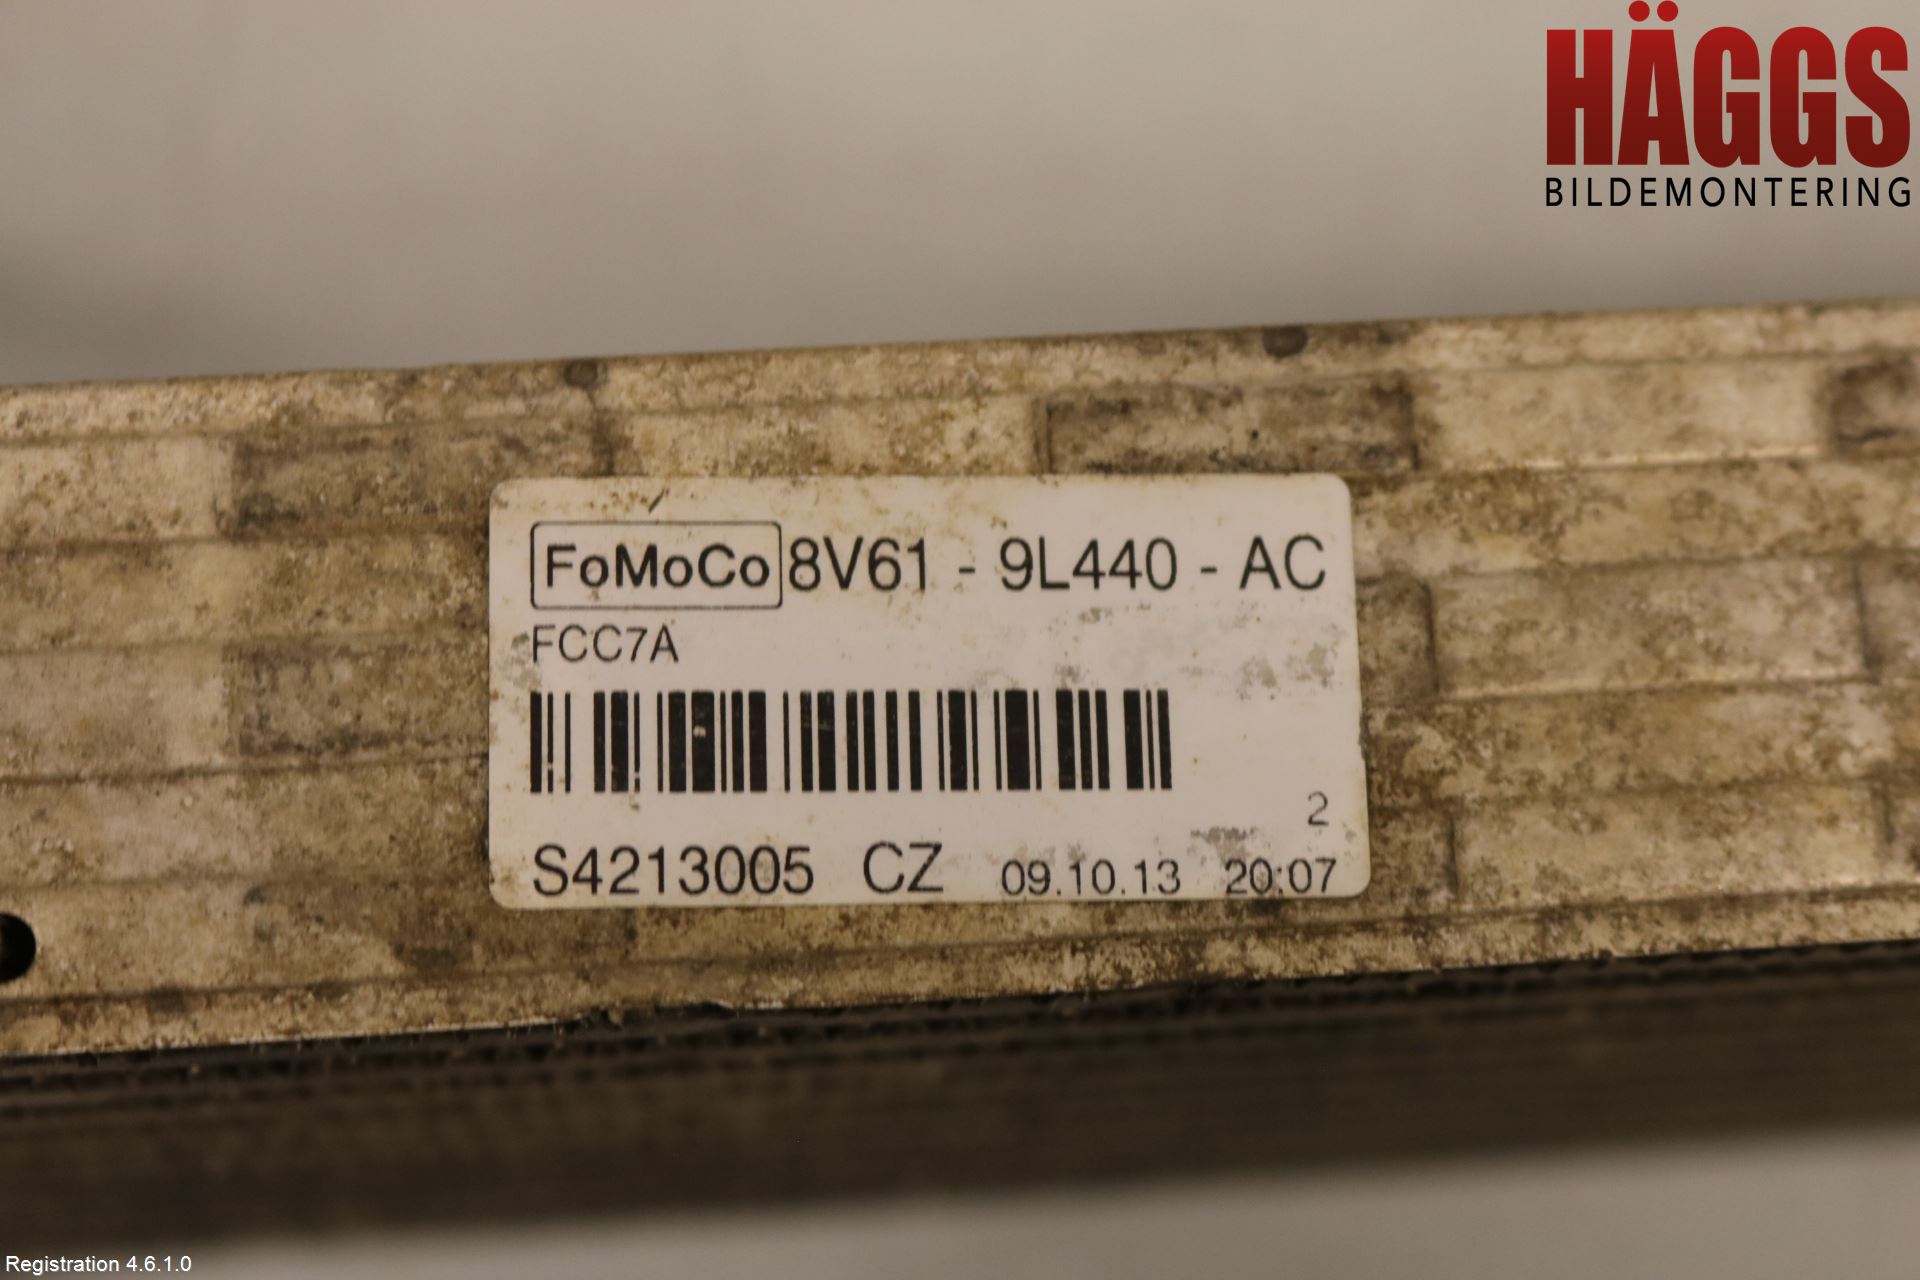 HÄGGS
BILDEMONTERING
FoMoCo 8V61 - 9L440 - AC
FCC7A
2
S4213005 CZ 09.10.13 20:07
Registration 4.6.1.0